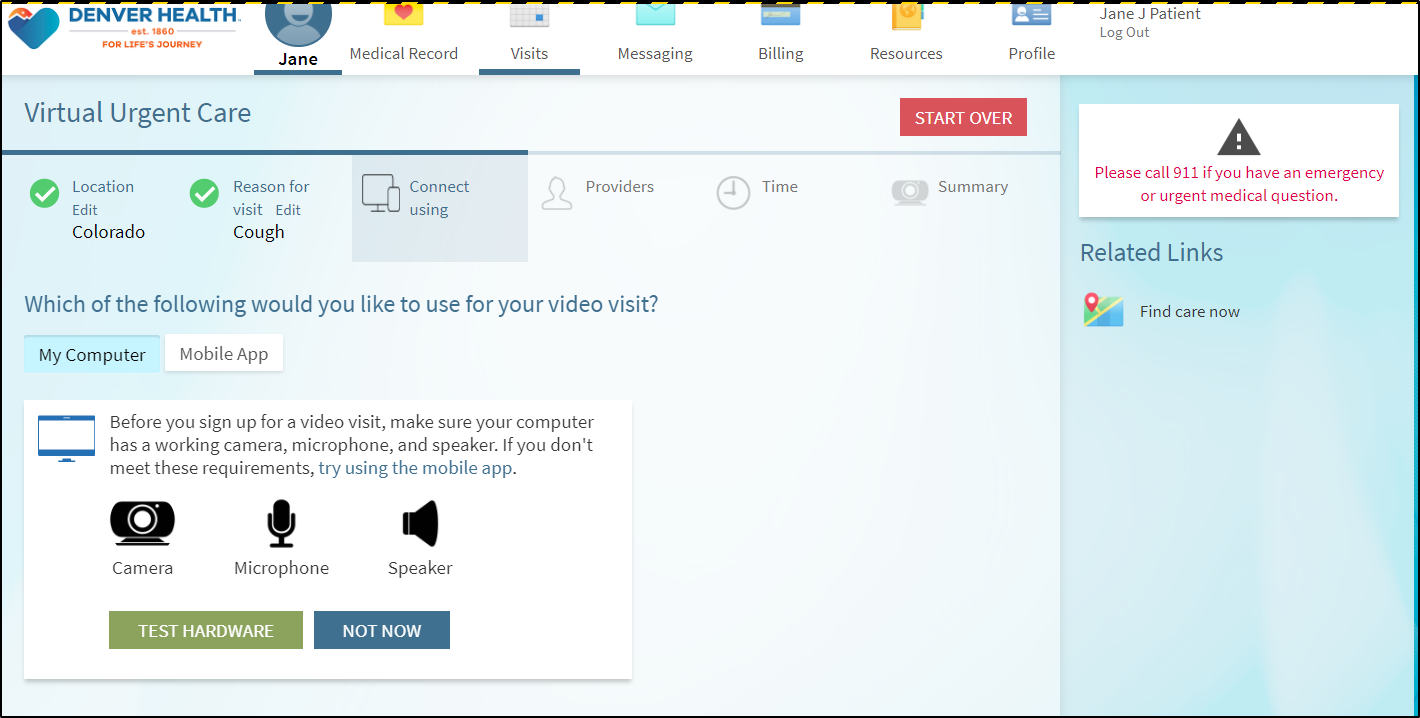 DENVER HEALTH™
est. 1860
FOR LIFE'S JOURNEY
Jane
Medical Record
Visits
Messaging
Billing
Resources
Profile
Jane J Patient
Log Out
Virtual Urgent Care
START OVER
Location
Edit
Colorado
Reason for
visit Edit
Cough
Connect
using
Providers
Time
Summary
Which of the following would you like to use for your video visit?
My Computer
Mobile App
Before you sign up for a video visit, make sure your computer
has a working camera, microphone, and speaker. If you don't
meet these requirements, try using the mobile app.
Camera
Microphone
Speaker
TEST HARDWARE
NOT NOW
Please call 911 if you have an emergency
or urgent medical question.
Related Links
Find care now